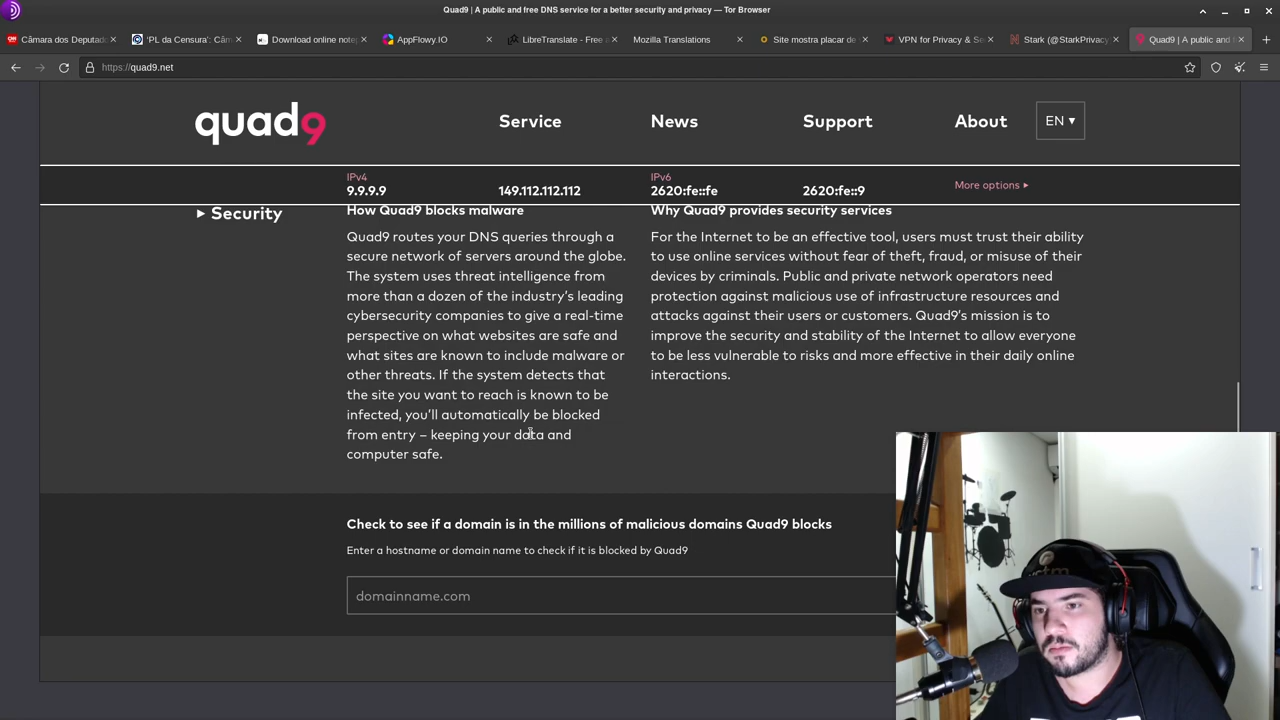 Quad9 | A public and free DNS service for a better security and privacy — Tor Browser
Câmara dos Deputad
'PL da Censura': Câm
Download online note
AppFlowy.IO
LibreTranslate - Free a
Mozilla Translations
Site mostra placar de
VPN for Privacy & Se
Stark (@StarkPrivacy
Quad9 | A public and f
https://quad9.net
quad9
Service
News
Support
About
EN ▾
IPv4
9.9.9.9
149.112.112.112
IPv6
2620:fe::fe
2620:fe::9
More options ▸
▸ Security
How Quad9 blocks malware
Quad9 routes your DNS queries through a
secure network of servers around the globe.
The system uses threat intelligence from
more than a dozen of the industry's leading
cybersecurity companies to give a real-time
perspective on what websites are safe and
what sites are known to include malware or
other threats. If the system detects that
the site you want to reach is known to be
infected, you'll automatically be blocked
from entry – keeping your data and
computer safe.
Why Quad9 provides security services
For the Internet to be an effective tool, users must trust their ability
to use online services without fear of theft, fraud, or misuse of their
devices by criminals. Public and private network operators need
protection against malicious use of infrastructure resources and
attacks against their users or customers. Quad9's mission is to
improve the security and stability of the Internet to allow everyone
to be less vulnerable to risks and more effective in their daily online
interactions.
Check to see if a domain is in the millions of malicious domains Quad9 blocks
Enter a hostname or domain name to check if it is blocked by Quad9
domainname.com